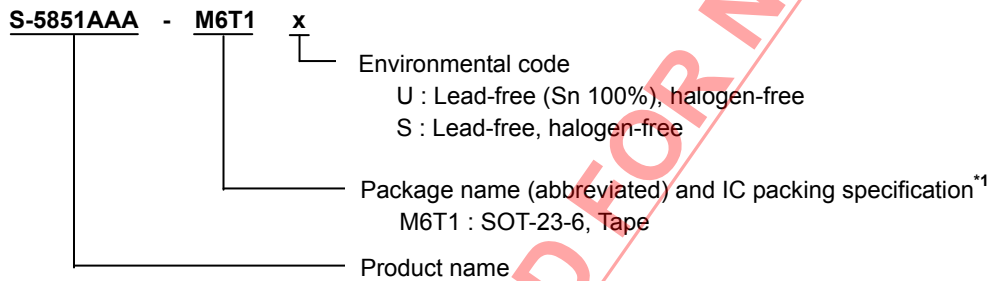 S-5851AAA - M6T1 x
Environmental code
U : Lead-free (Sn 100%), halogen-free
S : Lead-free, halogen-free
Package name (abbreviated) and IC packing specification*1
M6T1 : SOT-23-6, Tape
Product name
D FOR N